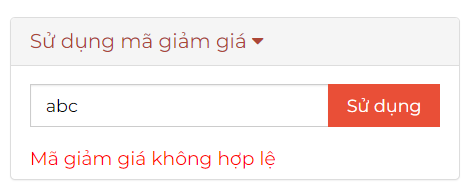 Sử dụng mã giảm giá
abc
Sử dụng
Mã giảm giá không hợp lệ